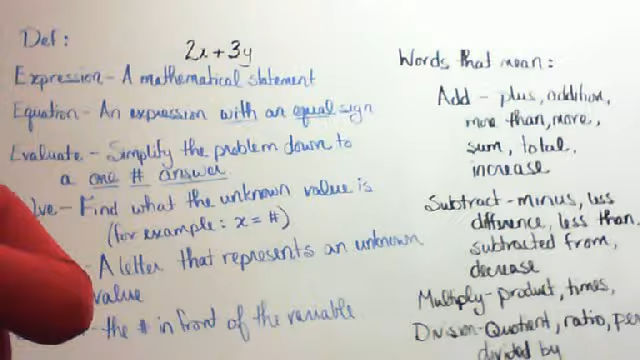 Def:
2x + 3y
Expression - A mathematical statement
Equation - An expression with an equal sign
Evaluate - Simplify the problem down to
a one # answer
- Find what the unknown value is
(for example: x = #)
- A letter that represents an unknown
value
- the # in front of the variable
Words that mean:
Add - plus, addition,
more than, more,
sum, total,
increase
Subtract - minus, less
difference, less than,
subtracted from,
decrease
Multiply - product, times,
Division - Quotient, ratio, per
divided by